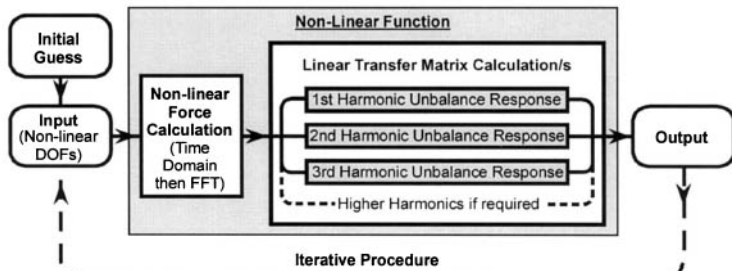 Non-Linear Function
Initial
Guess
Input
(Non-linear
DOFs)
Non-linear
Force
Calculation
(Time
Domain
then FFT)
Linear Transfer Matrix Calculation/s
1st Harmonic Unbalance Response
2nd Harmonic Unbalance Response
3rd Harmonic Unbalance Response
Higher Harmonics if required
Output
Iterative Procedure